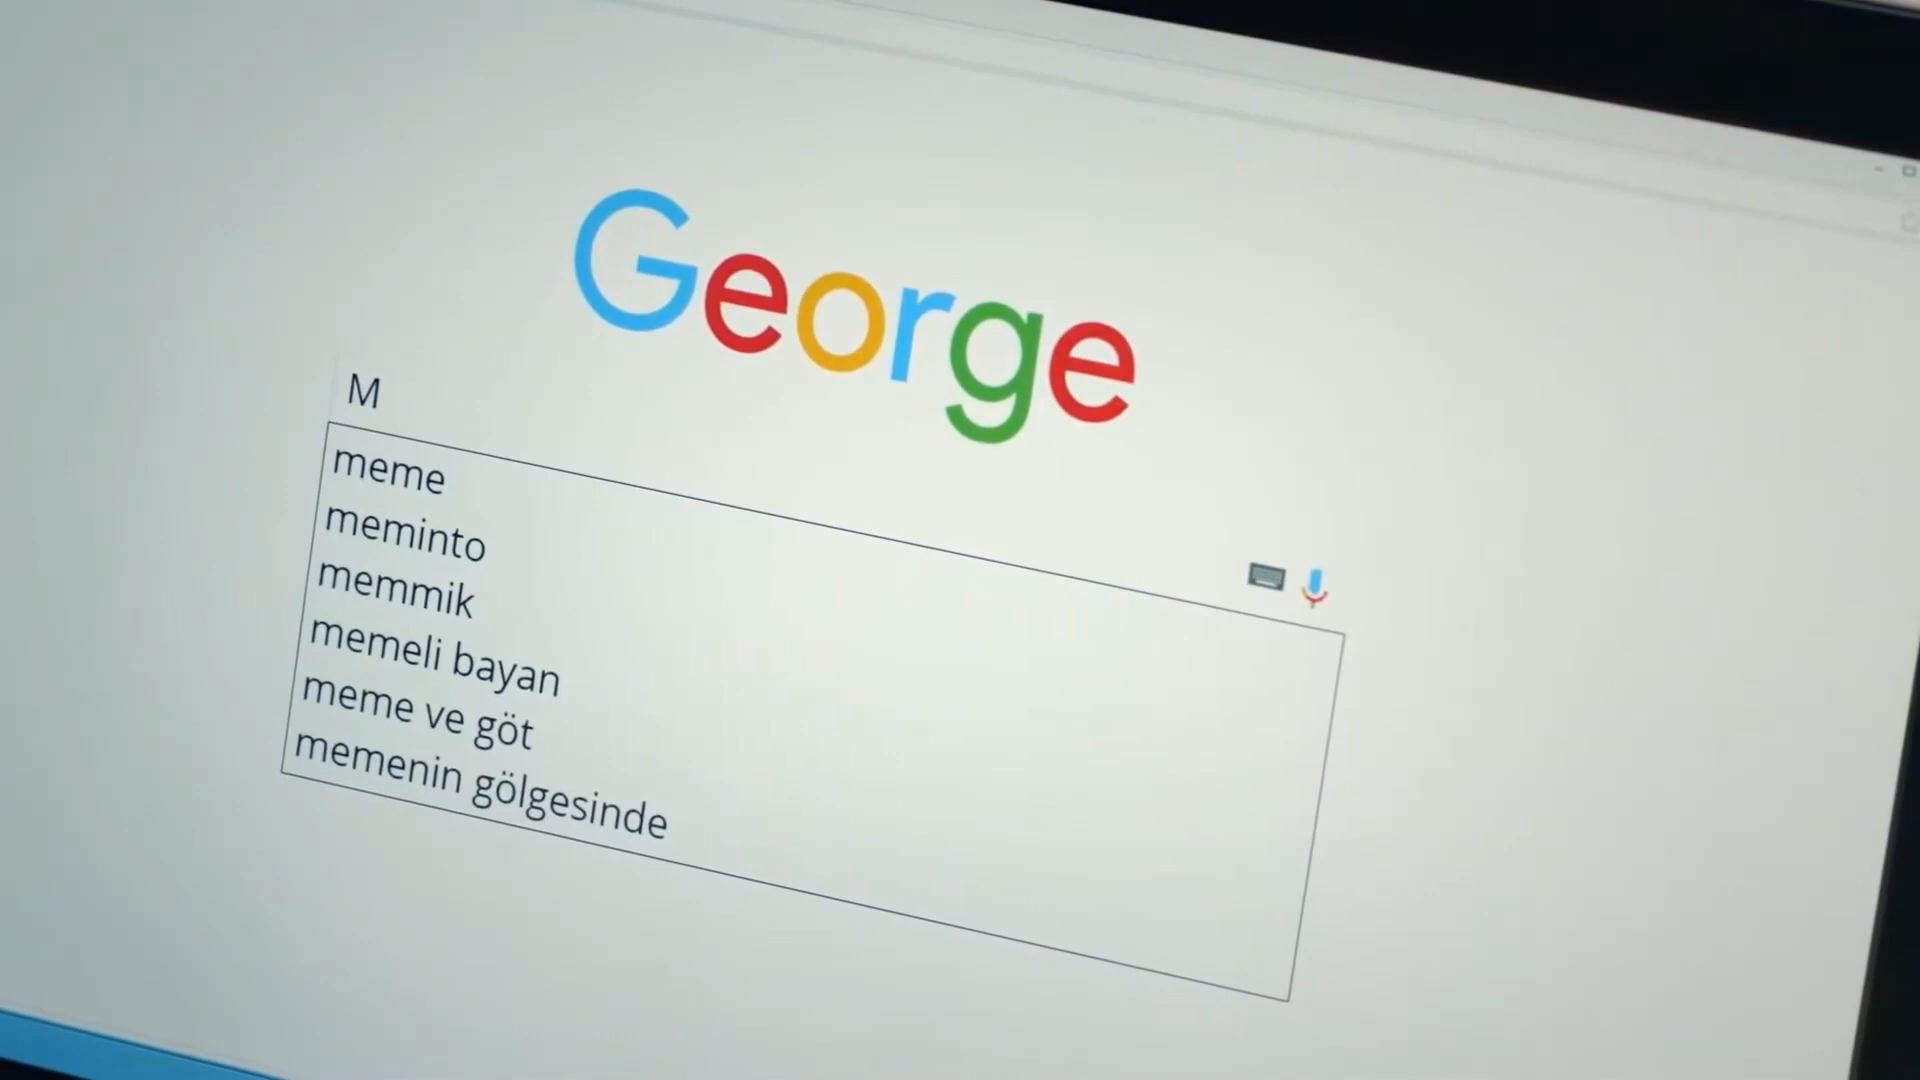 George
M
meme
meminto
memmik
memeli bayan
meme ve göt
memenin gölgesinde